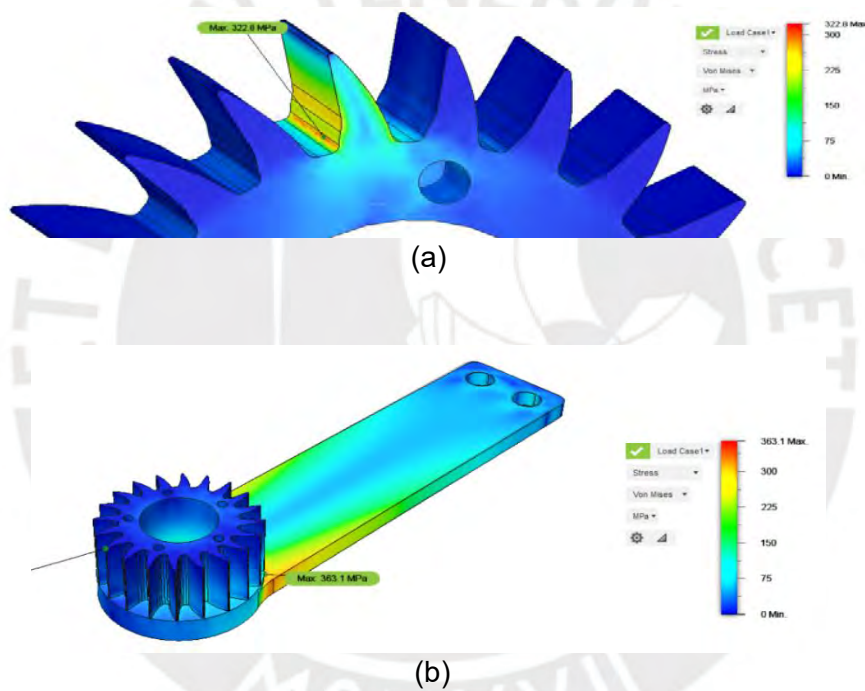 Max: 322.8 MPa
Load Case1
322.8 Max
300
Stress
225
Von Mises
150
MPa
75
0 Min.
(a)
363.1 Max.
Load Case1
300
Stress
225
Von Mises
150
MPa
75
0 Min.
Max: 363.1 MPa
(b)